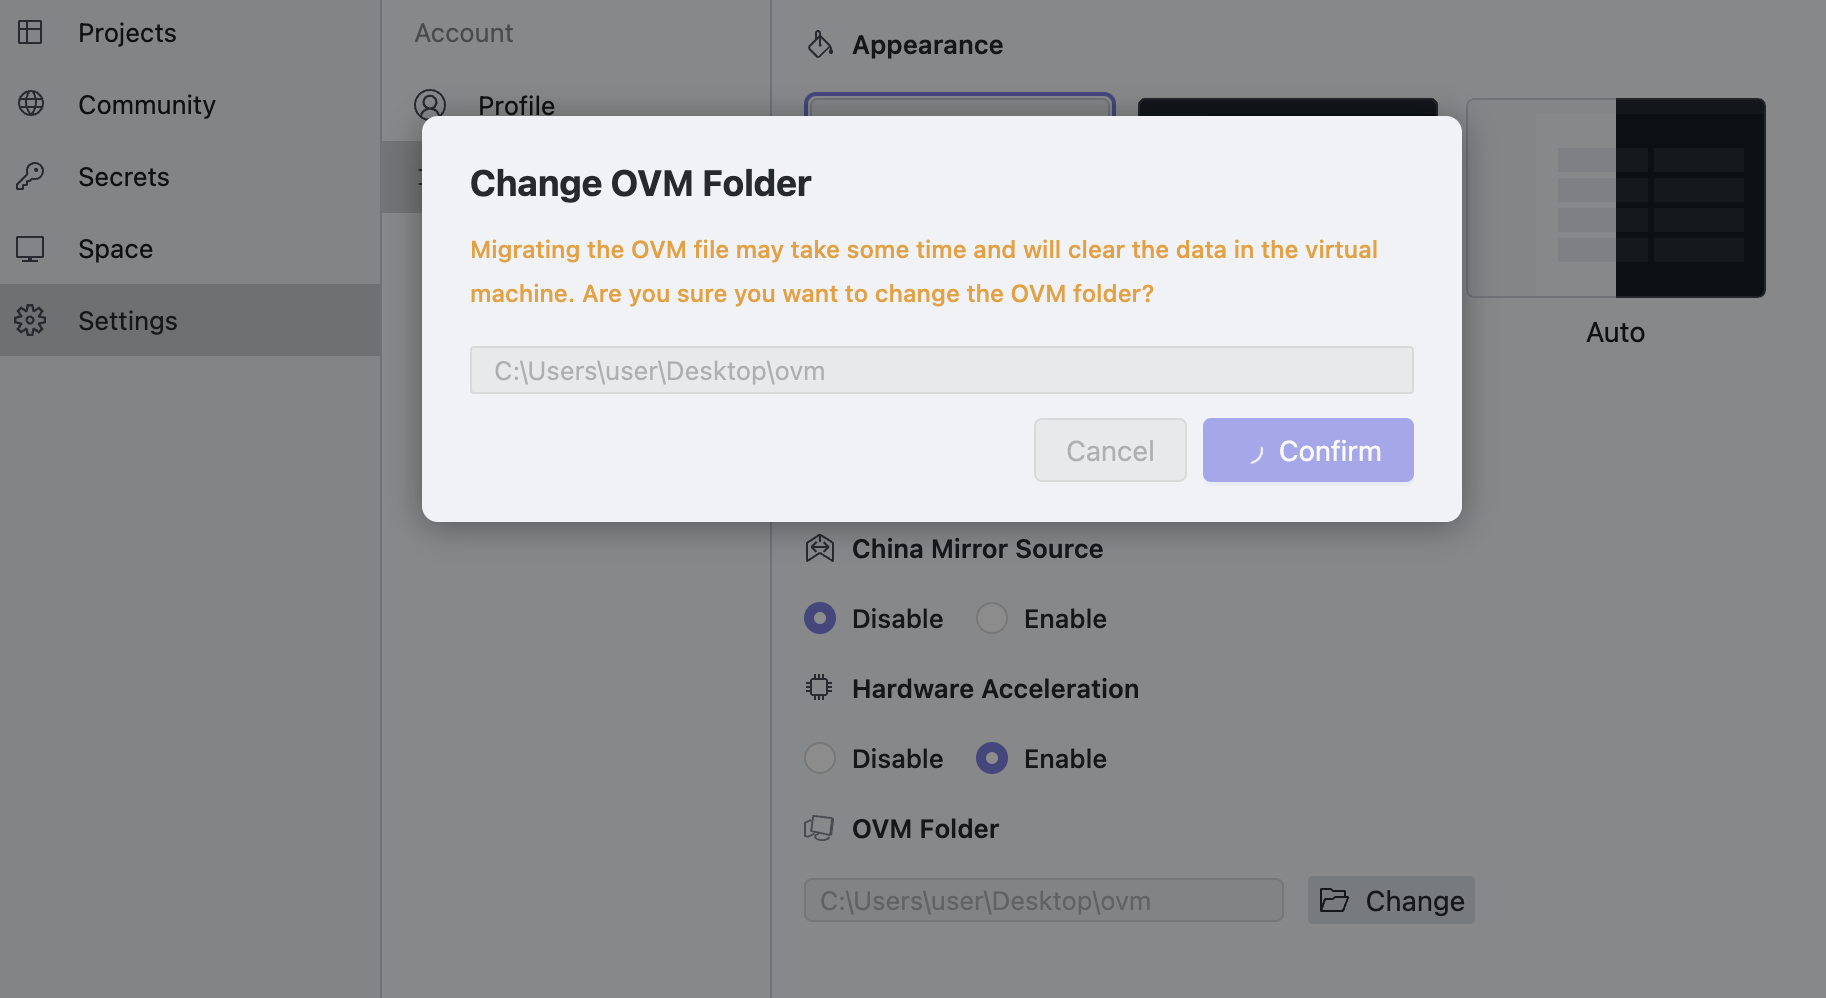 Projects
Community
Secrets
Space
Settings
Account
Profile
Appearance
Auto
Change OVM Folder
Migrating the OVM file may take some time and will clear the data in the virtual
machine. Are you sure you want to change the OVM folder?
C:\Users\user\Desktop\ovm
Cancel
Confirm
China Mirror Source
Disable
Enable
Hardware Acceleration
Disable
Enable
OVM Folder
C:\Users\user\Desktop\ovm
Change